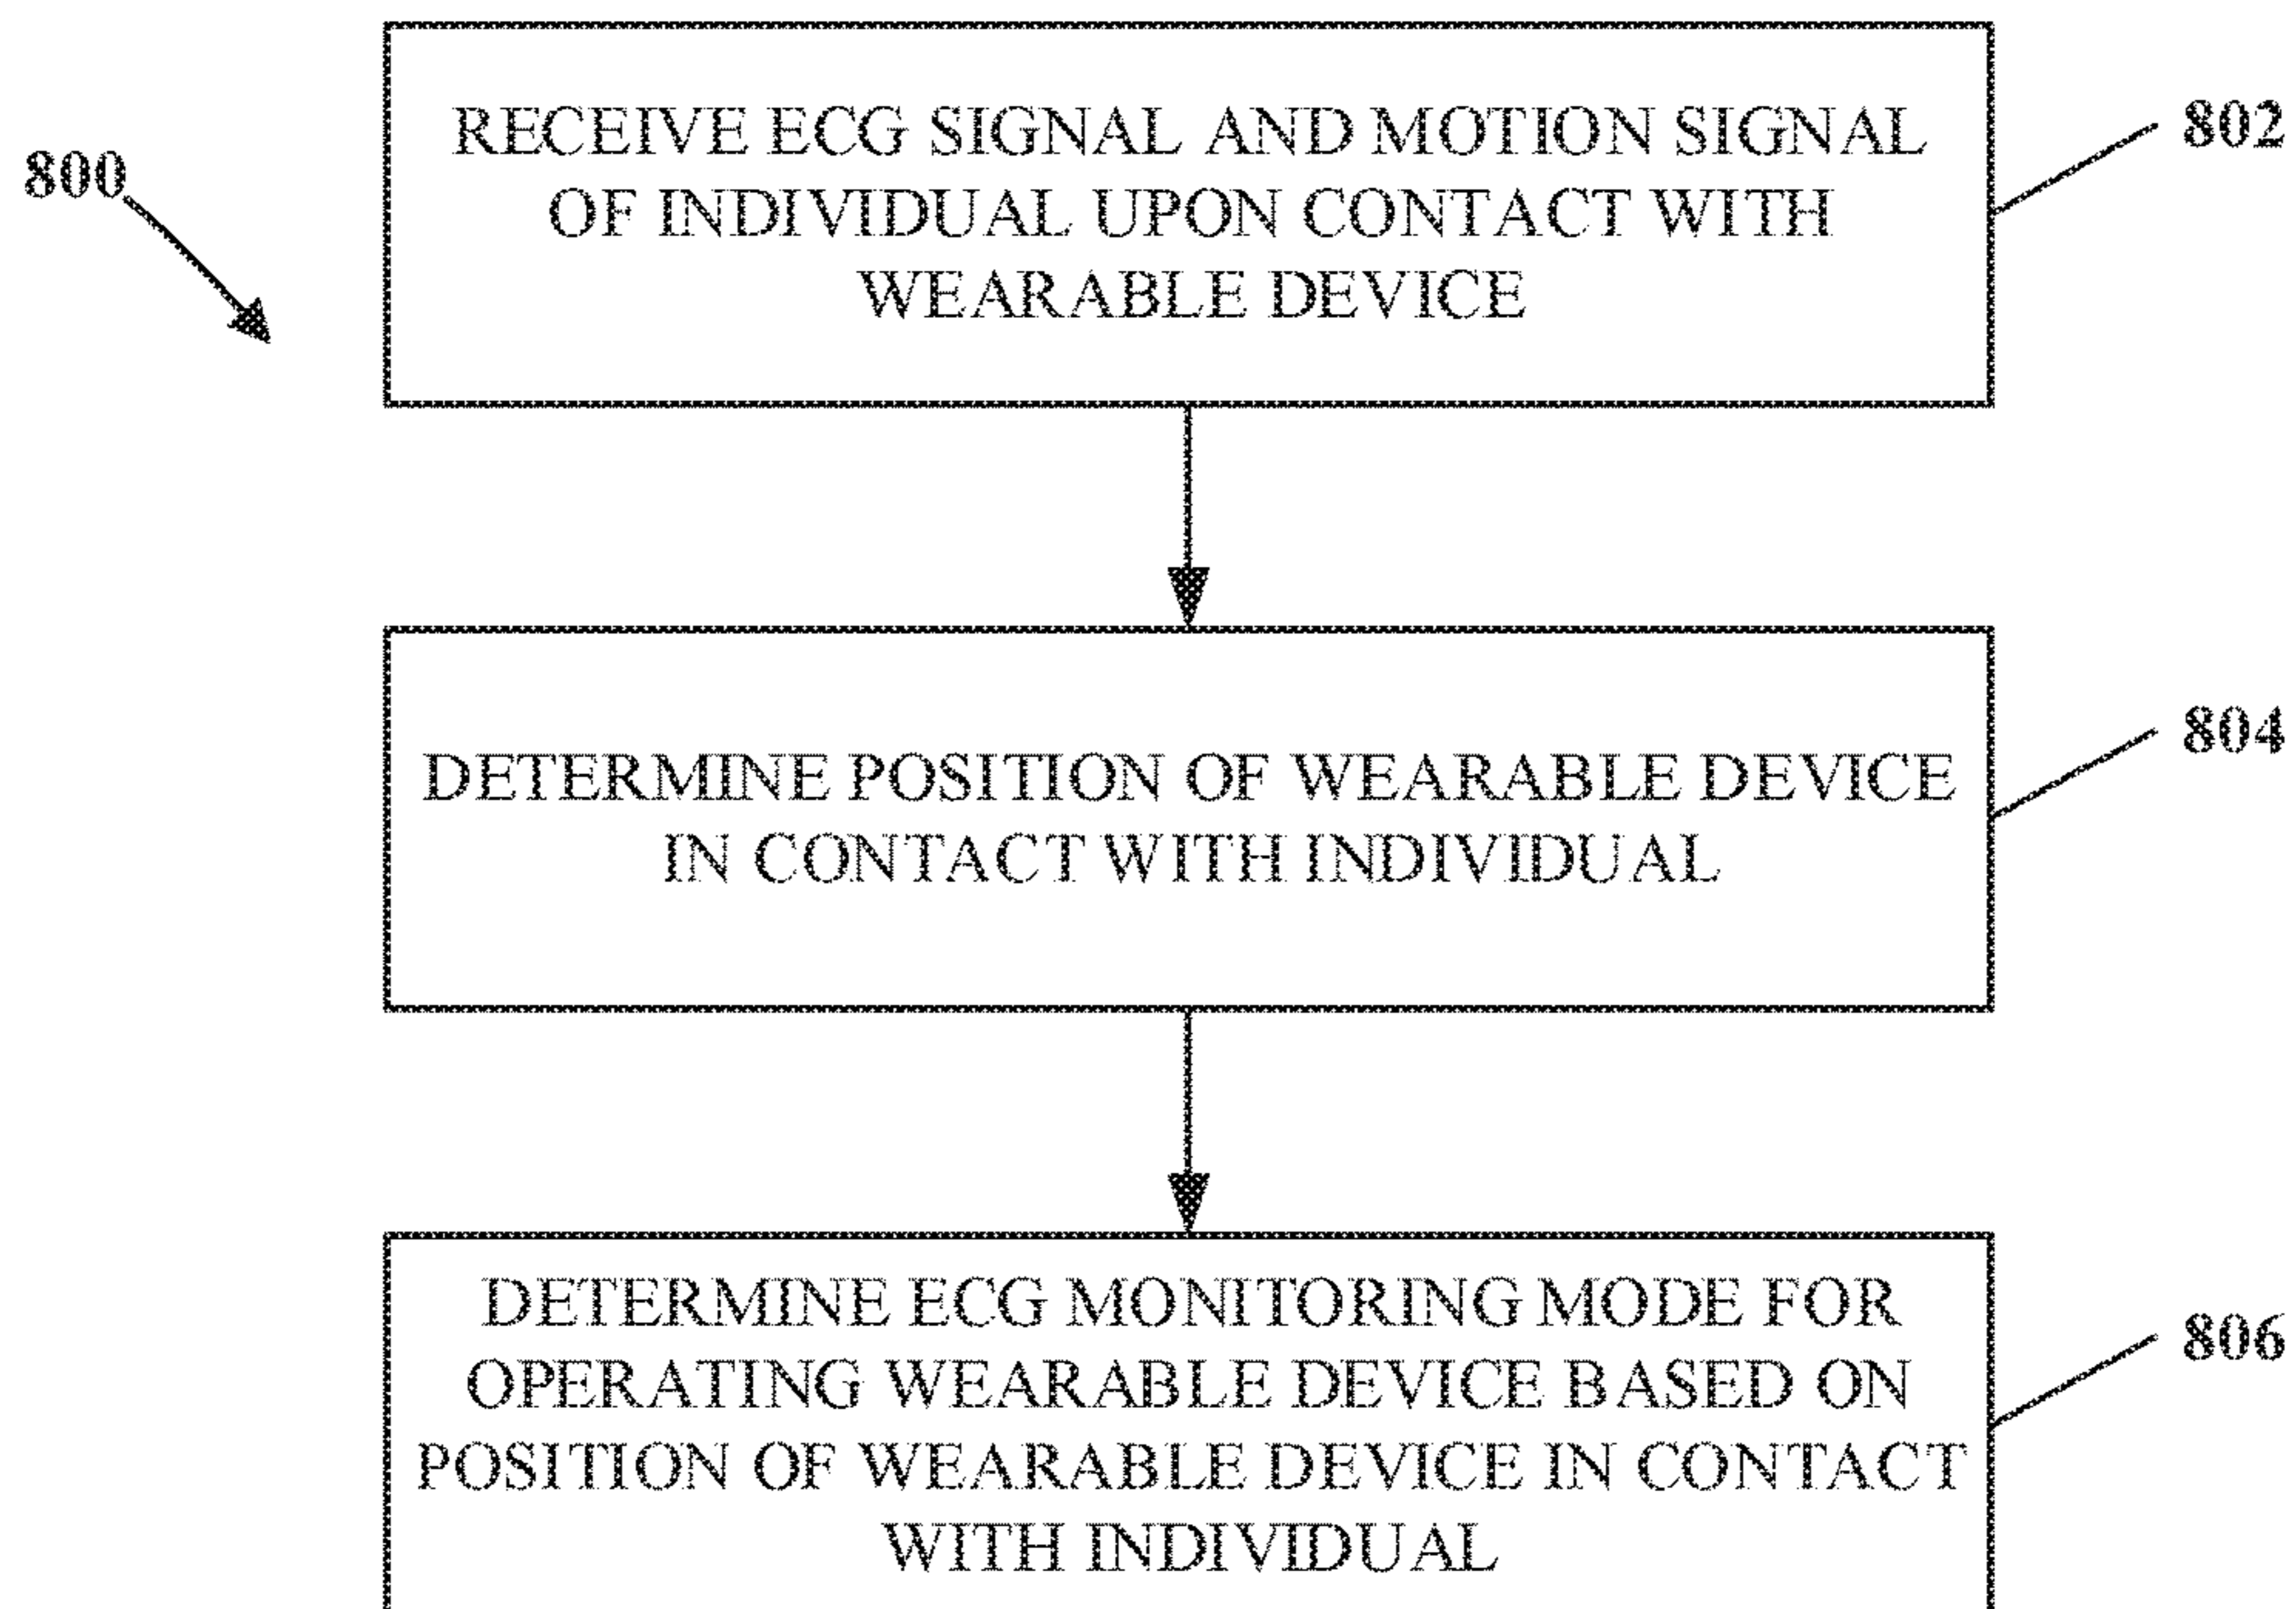 800
RECEIVE ECG SIGNAL AND MOTION SIGNAL
OF INDIVIDUAL UPON CONTACT WITH
WEARABLE DEVICE
802
DETERMINE POSITION OF WEARABLE DEVICE
IN CONTACT WITH INDIVIDUAL
804
DETERMINE ECG MONITORING MODE FOR
OPERATING WEARABLE DEVICE BASED ON
POSITION OF WEARABLE DEVICE IN CONTACT
WITH INDIVIDUAL
806